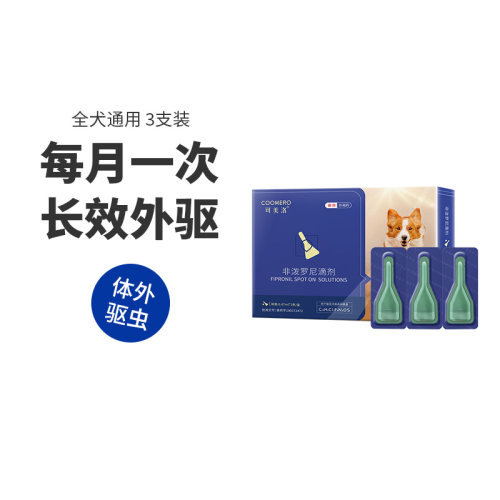 全犬通用 3支装
每月一次
长效外驱
体外
驱虫
COOMERO
可美洛
非泼罗尼滴剂
FIPRONIL SPOT ON-SOLUTIONS